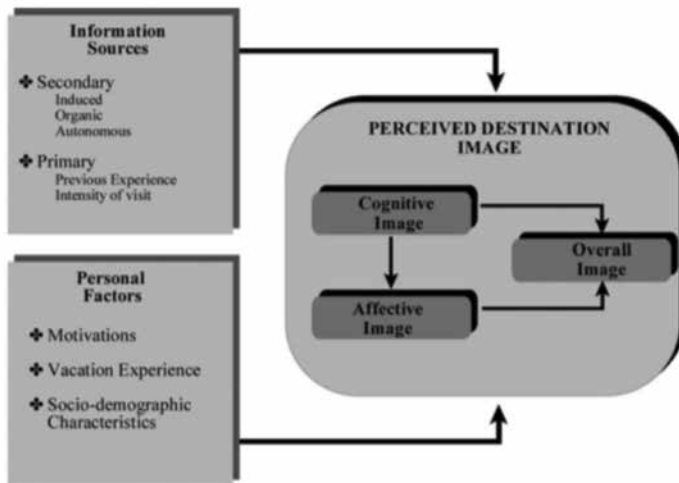 Information
Sources
✤ Secondary
Induced
Organic
Autonomous
✤ Primary
Previous Experience
Intensity of visit
Personal
Factors
✤ Motivations
✤ Vacation Experience
✤ Socio-demographic
Characteristics
PERCEIVED DESTINATION
IMAGE
Cognitive
Image
Affective
Image
Overall
Image